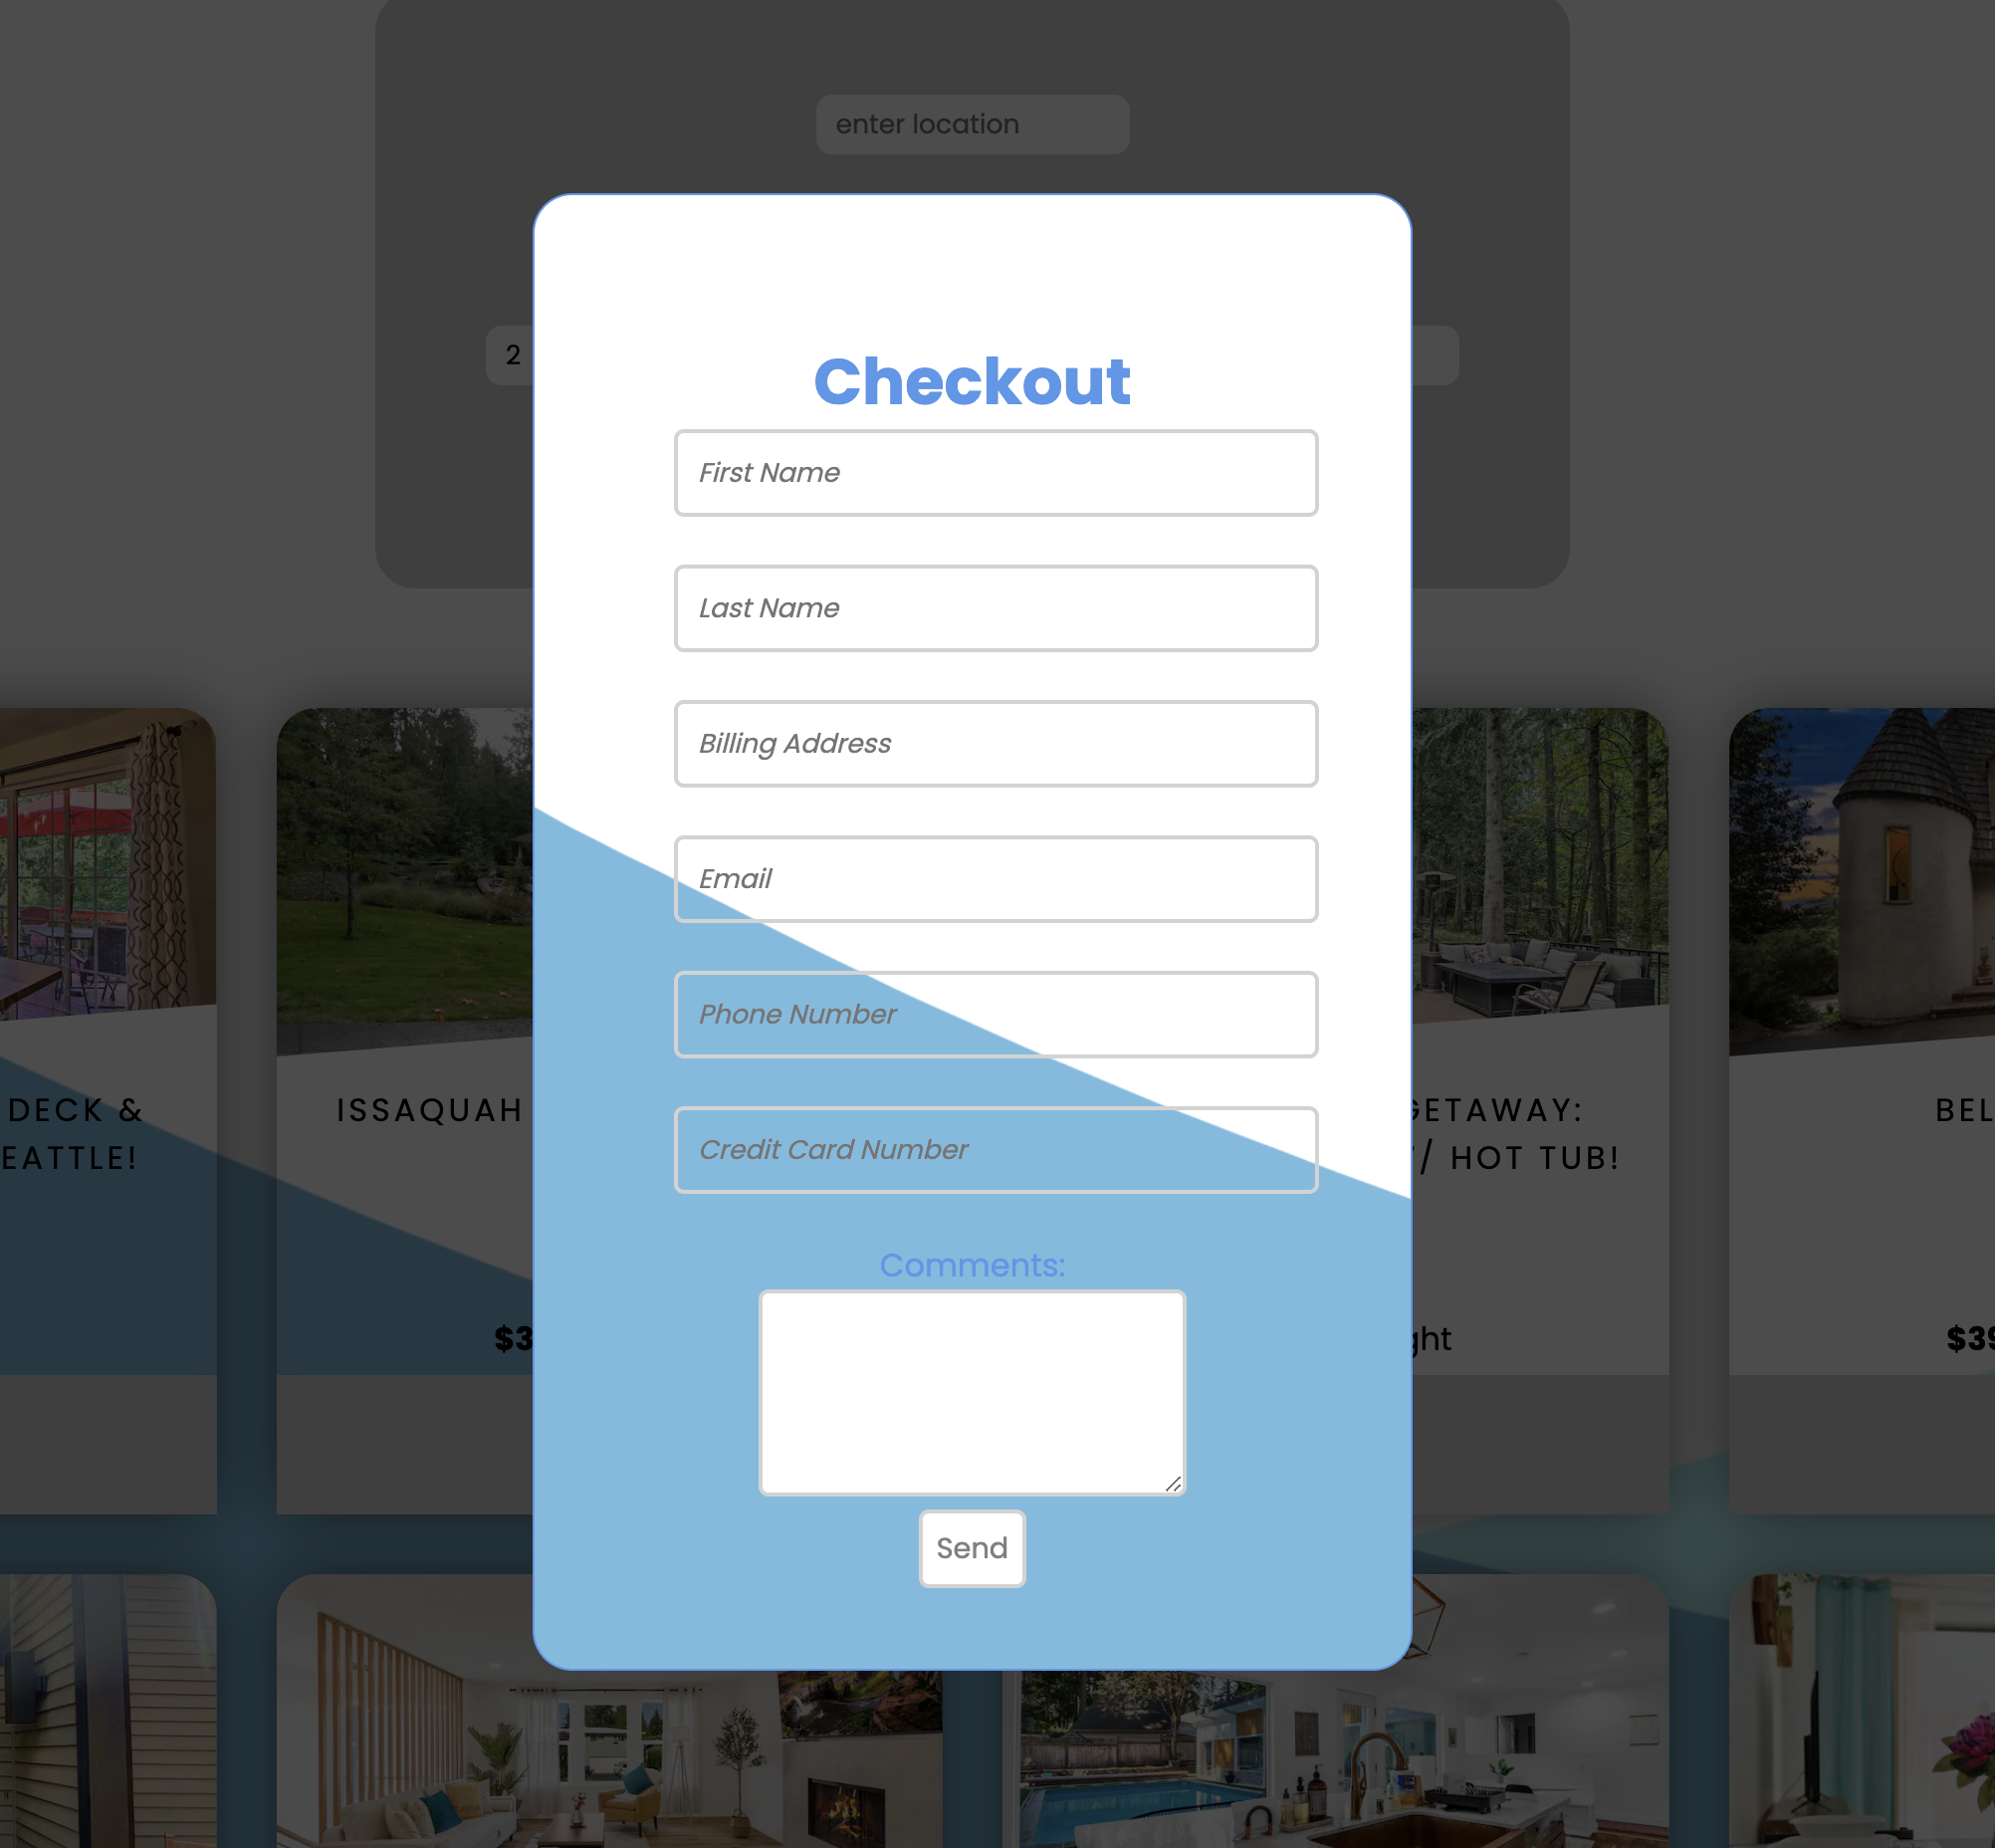 enter location
2
Checkout
First Name
Last Name
Billing Address
Email
Phone Number
Credit Card Number
DECK &
EATTLE!
ISSAQUAH
GETAWAY:
/ HOT TUB!
BEL
Comments:
$3
ght
$39
Send